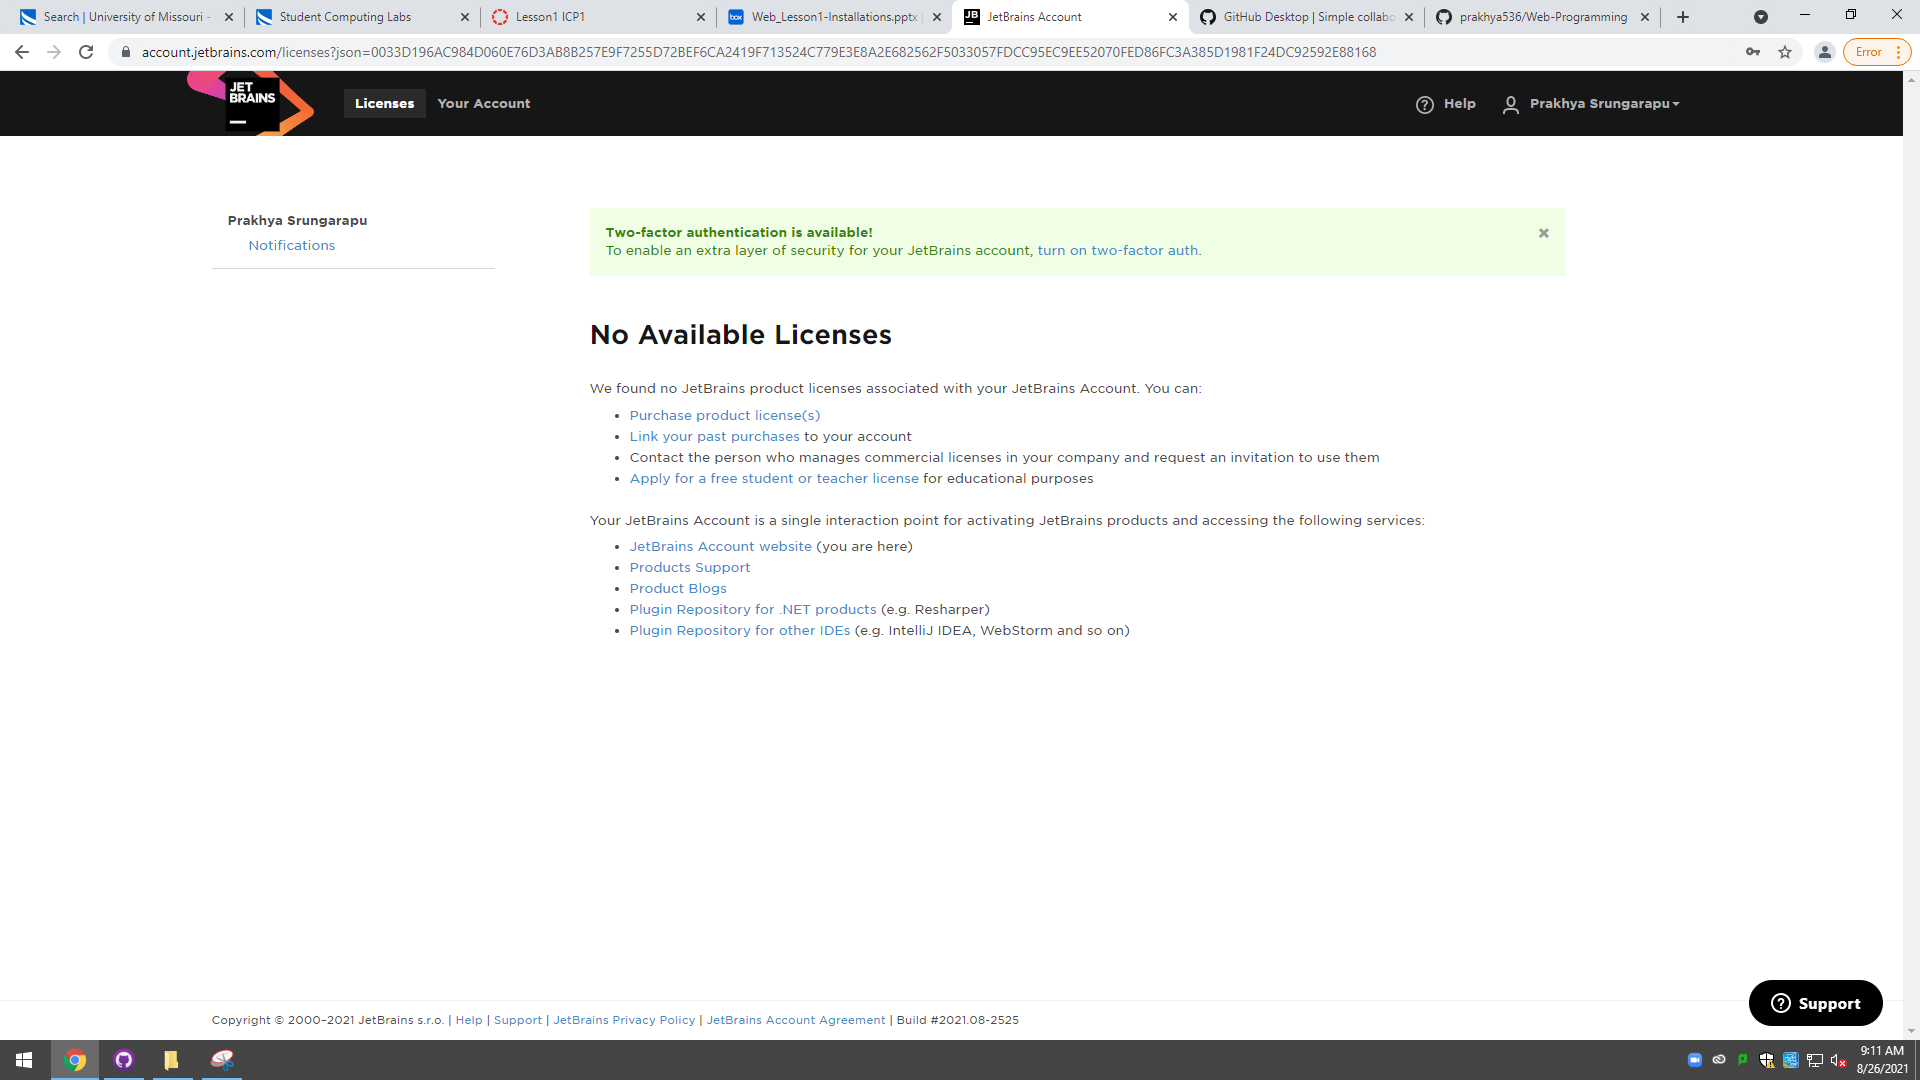 Search | University of Missouri -
Student Computing Labs
Lesson1 ICP1
box
Web_Lesson1-Installations.pptx
JB
JetBrains Account
GitHub Desktop | Simple collabo
prakhya536/Web-Programming
account.jetbrains.com/licenses?json=0033D196AC984D060E76D3AB8B257E9F7255D72BEF6CA2419F713524C779E3E8A2E682562F5033057FDCC95EC9EE52070FED86FC3A385D1981F24DC92592E88168
Error
JET
BRAINS
Licenses
Your Account
Help
Prakhya Srungarapu
Prakhya Srungarapu
Notifications
Two-factor authentication is available!
To enable an extra layer of security for your JetBrains account, turn on two-factor auth.
No Available Licenses
We found no JetBrains product licenses associated with your JetBrains Account. You can:
• Purchase product license(s)
• Link your past purchases to your account
• Contact the person who manages commercial licenses in your company and request an invitation to use them
• Apply for a free student or teacher license for educational purposes
Your JetBrains Account is a single interaction point for activating JetBrains products and accessing the following services:
• JetBrains Account website (you are here)
• Products Support
• Product Blogs
• Plugin Repository for .NET products (e.g. Resharper)
• Plugin Repository for other IDEs (e.g. IntelliJ IDEA, WebStorm and so on)
Support
Copyright © 2000–2021 JetBrains s.r.o. | Help | Support | JetBrains Privacy Policy | JetBrains Account Agreement | Build #2021.08-2525
9:11 AM
8/26/2021